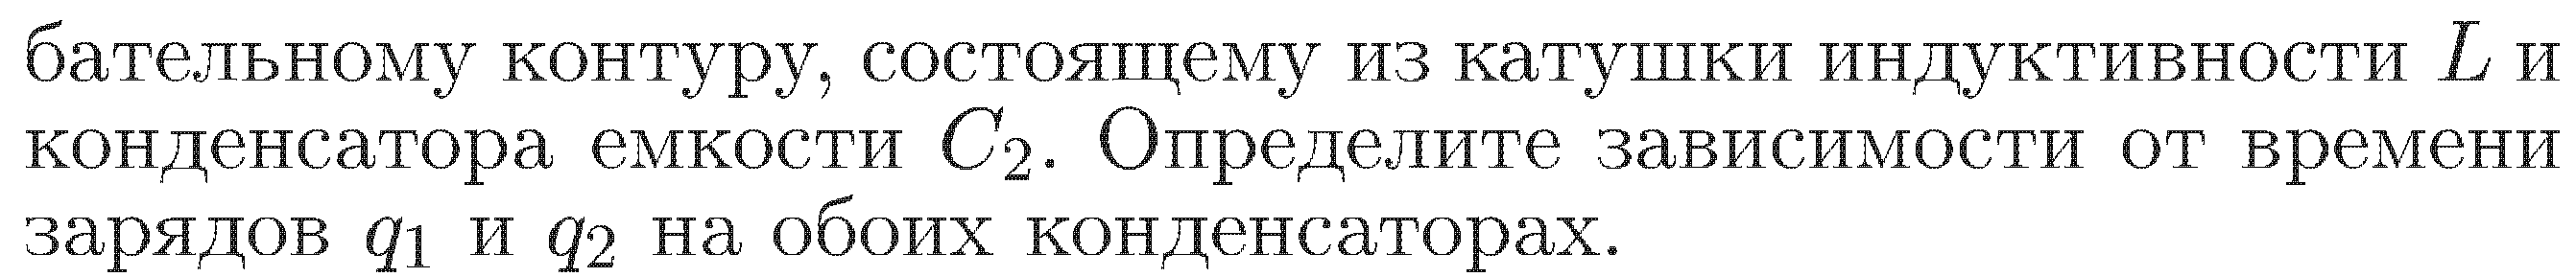 бательному контуру, состоящему из катушки индуктивности L и
конденсатора емкости C₂. Определите зависимости от времени
зарядов q₁ и q₂ на обоих конденсаторах.